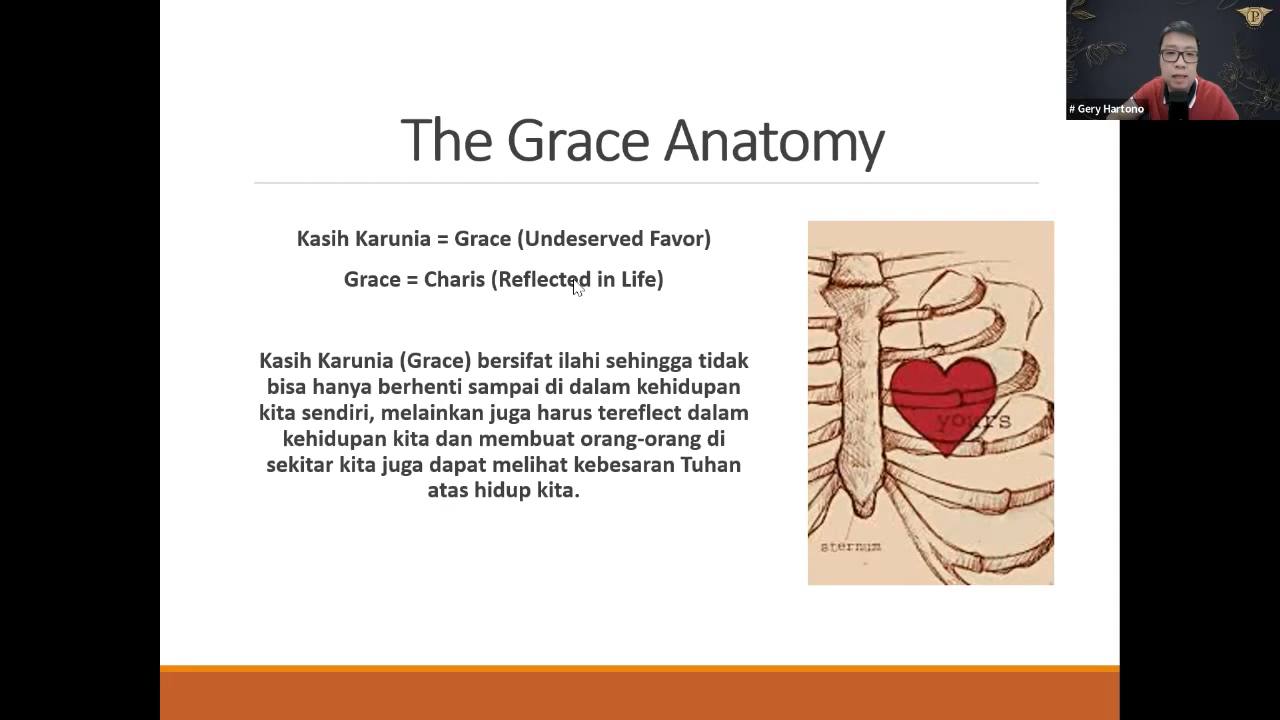 # Gery Hartono
P
The Grace Anatomy
Kasih Karunia = Grace (Undeserved Favor)
Grace = Charis (Reflected in Life)
Kasih Karunia (Grace) bersifat ilahi sehingga tidak
bisa hanya berhenti sampai di dalam kehidupan
kita sendiri, melainkan juga harus tereflect dalam
kehidupan kita dan membuat orang-orang di
sekitar kita juga dapat melihat kebesaran Tuhan
atas hidup kita.
yours
sternum